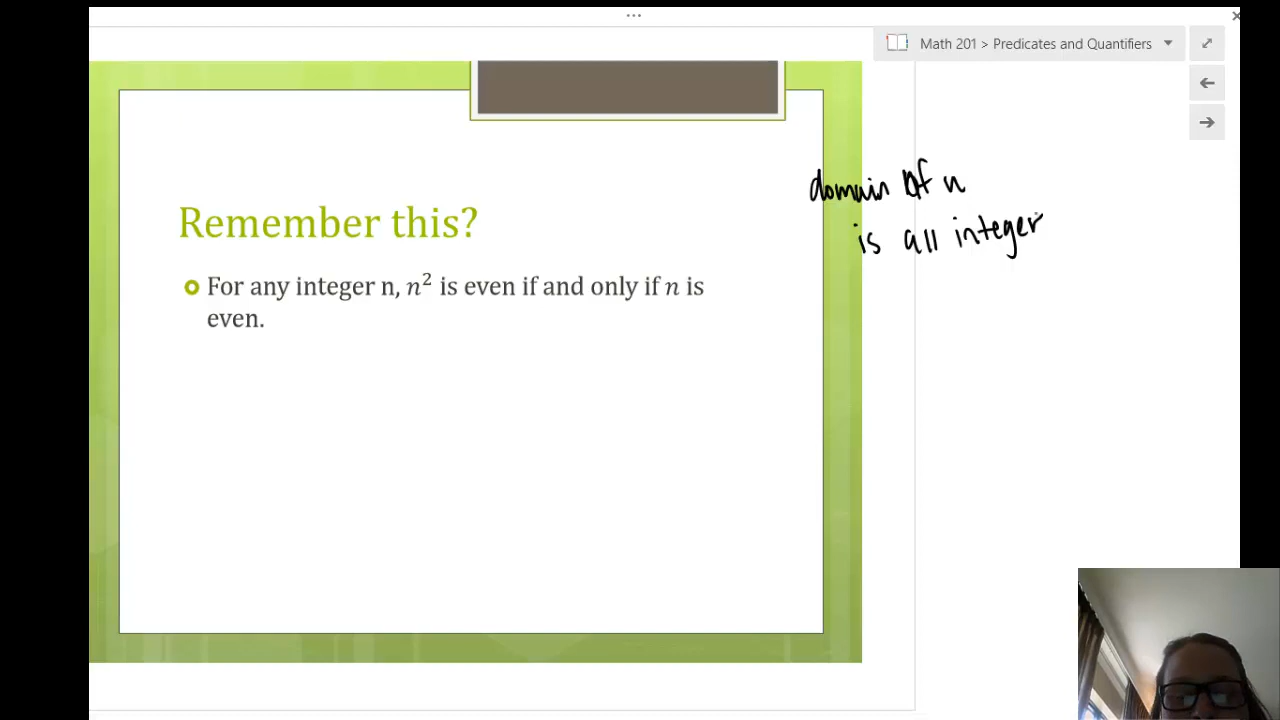 Math 201 > Predicates and Quantifiers
domain of n
is all integer
Remember this?
For any integer n, n² is even if and only if n is
even.